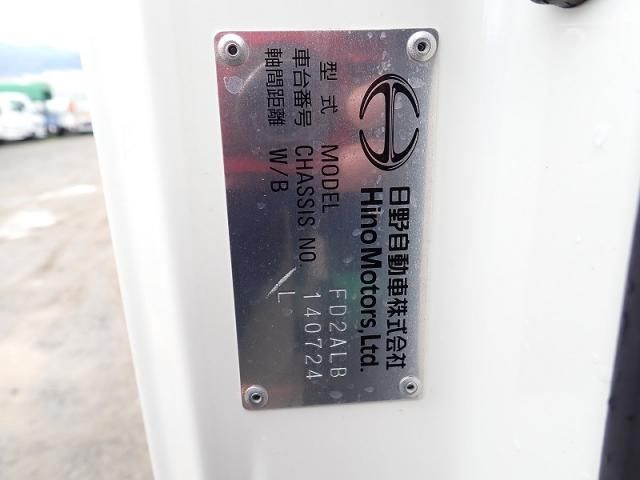 日野自動車株式会社
Hino Motors, Ltd.
型式 MODEL FD2ALB
車台番号 CHASSIS NO. 140724
軸間距離 W/B L